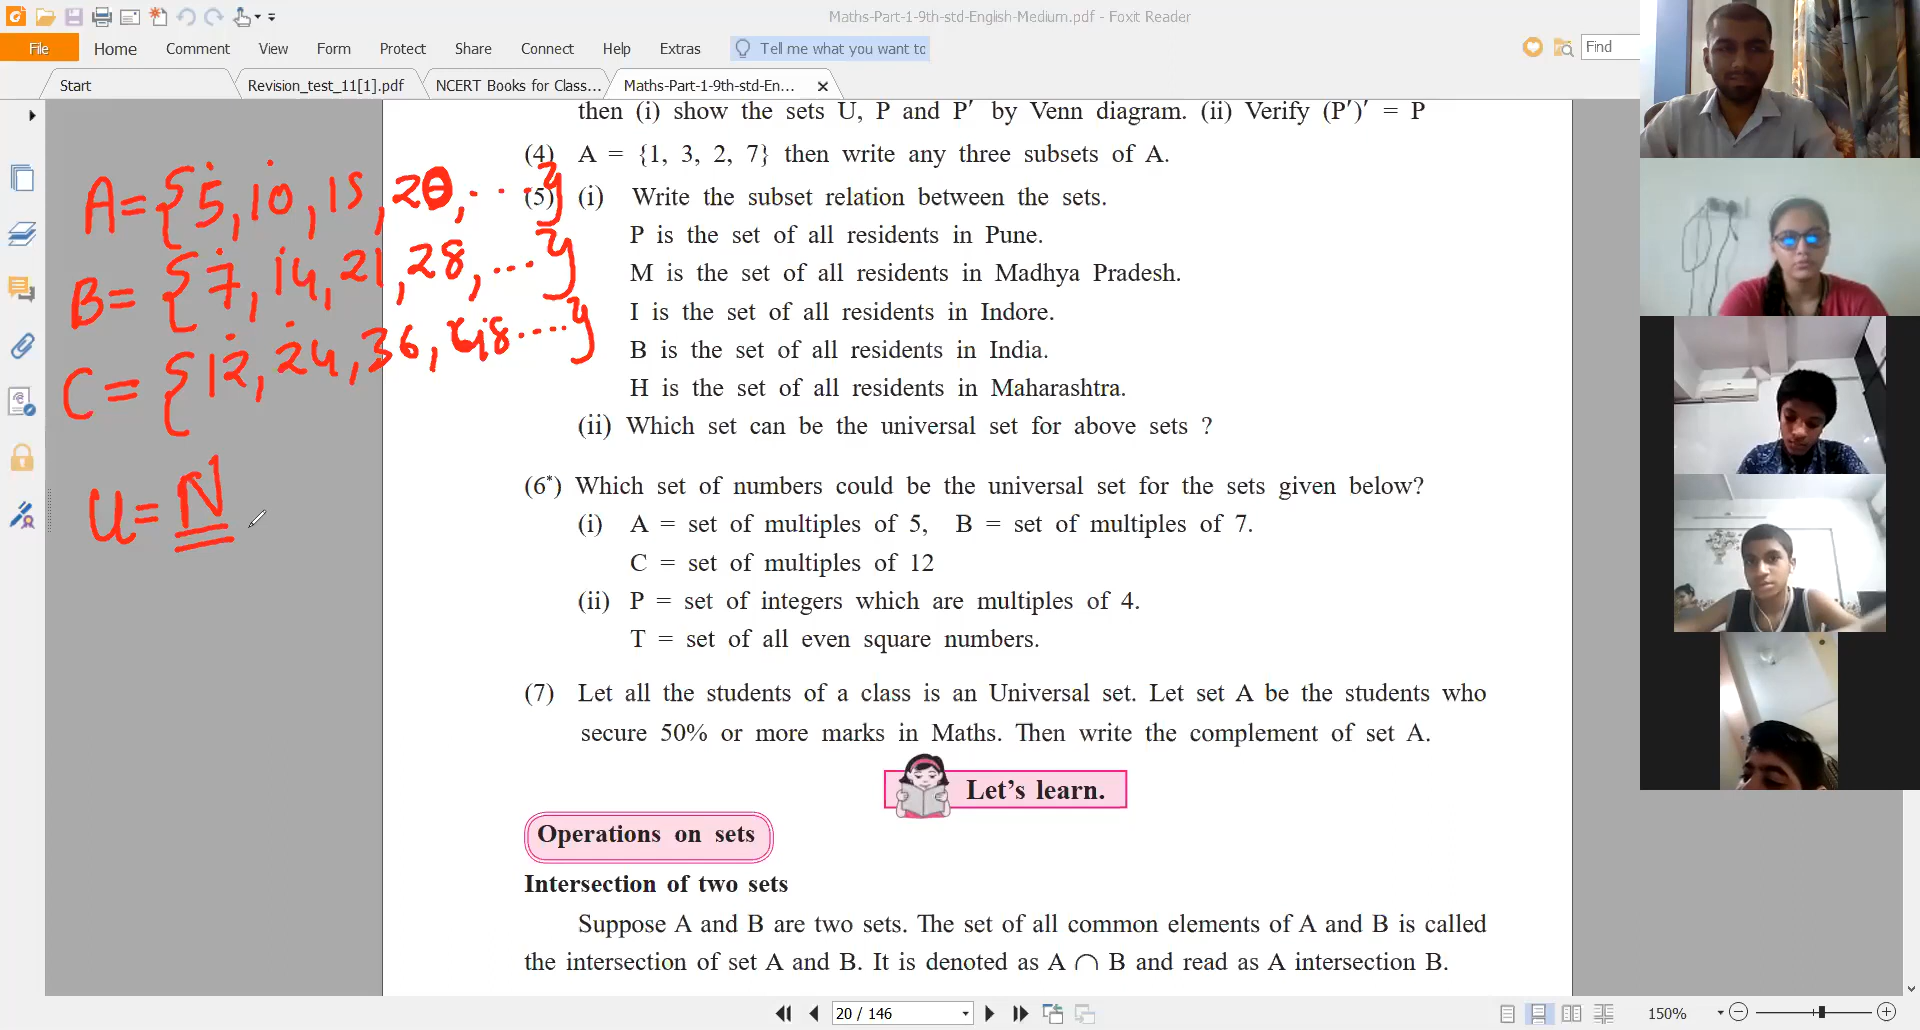 Maths-Part-1-9th-std-English-Medium.pdf - Foxit Reader
File Home Comment View Form Protect Share Connect Help Extras Tell me what you want to Find
Start Revision_test_11[1].pdf NCERT Books for Class... Maths-Part-1-9th-std-En...
then (i) show the sets U, P and P′ by Venn diagram. (ii) Verify (P′)′ = P
(4) A = {1, 3, 2, 7} then write any three subsets of A.
(5) (i) Write the subset relation between the sets.
P is the set of all residents in Pune.
M is the set of all residents in Madhya Pradesh.
I is the set of all residents in Indore.
B is the set of all residents in India.
H is the set of all residents in Maharashtra.
(ii) Which set can be the universal set for above sets ?
(6*) Which set of numbers could be the universal set for the sets given below?
(i) A = set of multiples of 5, B = set of multiples of 7.
C = set of multiples of 12
(ii) P = set of integers which are multiples of 4.
T = set of all even square numbers.
(7) Let all the students of a class is an Universal set. Let set A be the students who
secure 50% or more marks in Maths. Then write the complement of set A.
Let's learn.
Operations on sets
Intersection of two sets
Suppose A and B are two sets. The set of all common elements of A and B is called
the intersection of set A and B. It is denoted as A ∩ B and read as A intersection B.
A = {5, 10, 15, 20, ....}
B = {7, 14, 21, 28, ....}
C = {12, 24, 36, 48 ....}
U = N
20 / 146
150%